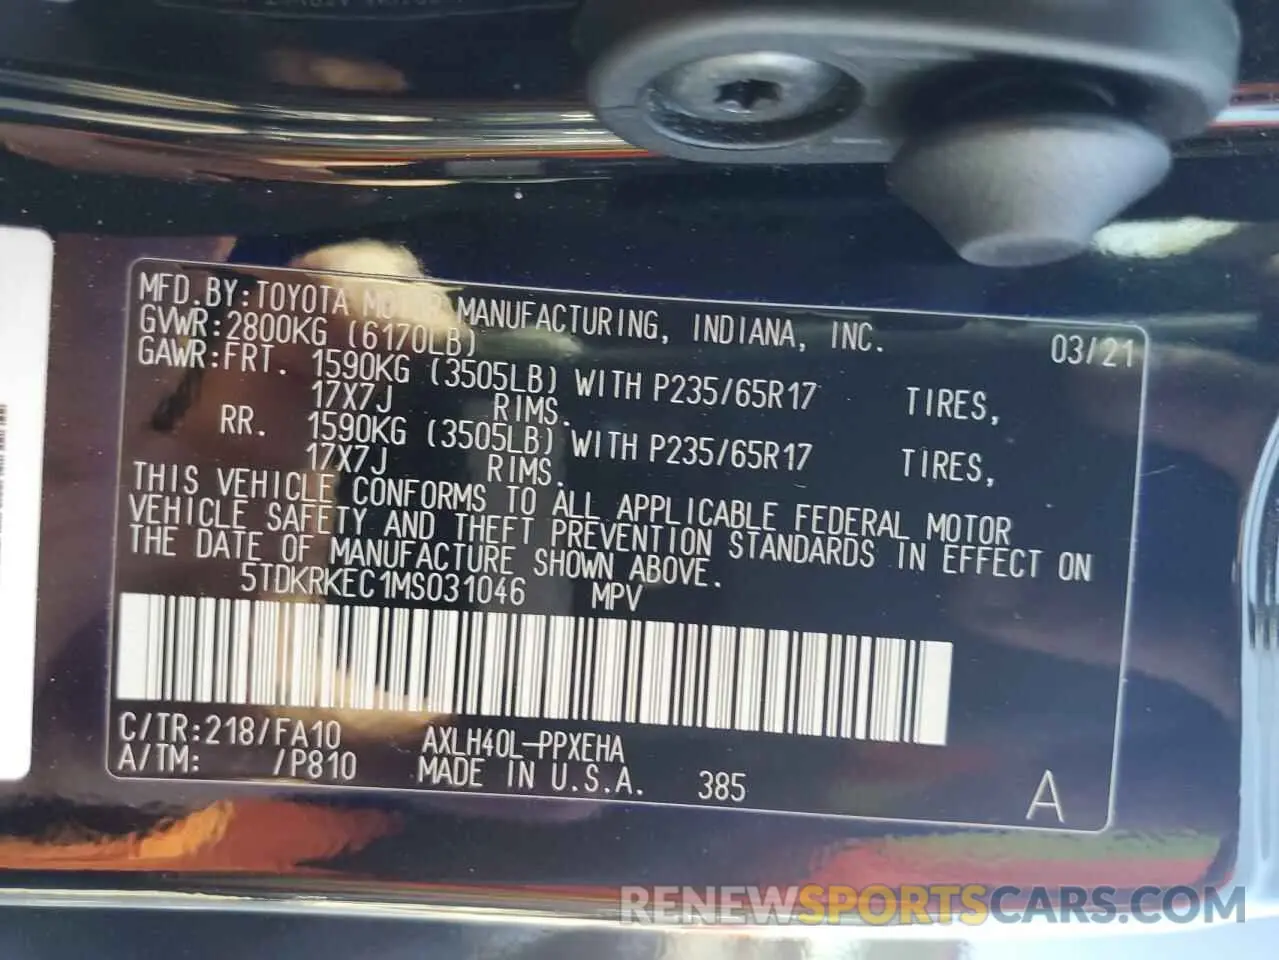 MFD.BY:TOYOTA MOTOR MANUFACTURING, INDIANA, INC. 03/21
GVWR:2800KG (6170LB)
GAWR:FRT. 1590KG (3505LB) WITH P235/65R17 TIRES,
17X7J RIMS.
RR. 1590KG (3505LB) WITH P235/65R17 TIRES,
17X7J RIMS.
THIS VEHICLE CONFORMS TO ALL APPLICABLE FEDERAL MOTOR
VEHICLE SAFETY AND THEFT PREVENTION STANDARDS IN EFFECT ON
THE DATE OF MANUFACTURE SHOWN ABOVE.
5TDKRKEC1MS031046 MPV
C/TR:218/FA10 AXLH40L-PPXEHA
A/TM: /P810 MADE IN U.S.A. 385 A
RENEWSPORTSCARS.COM